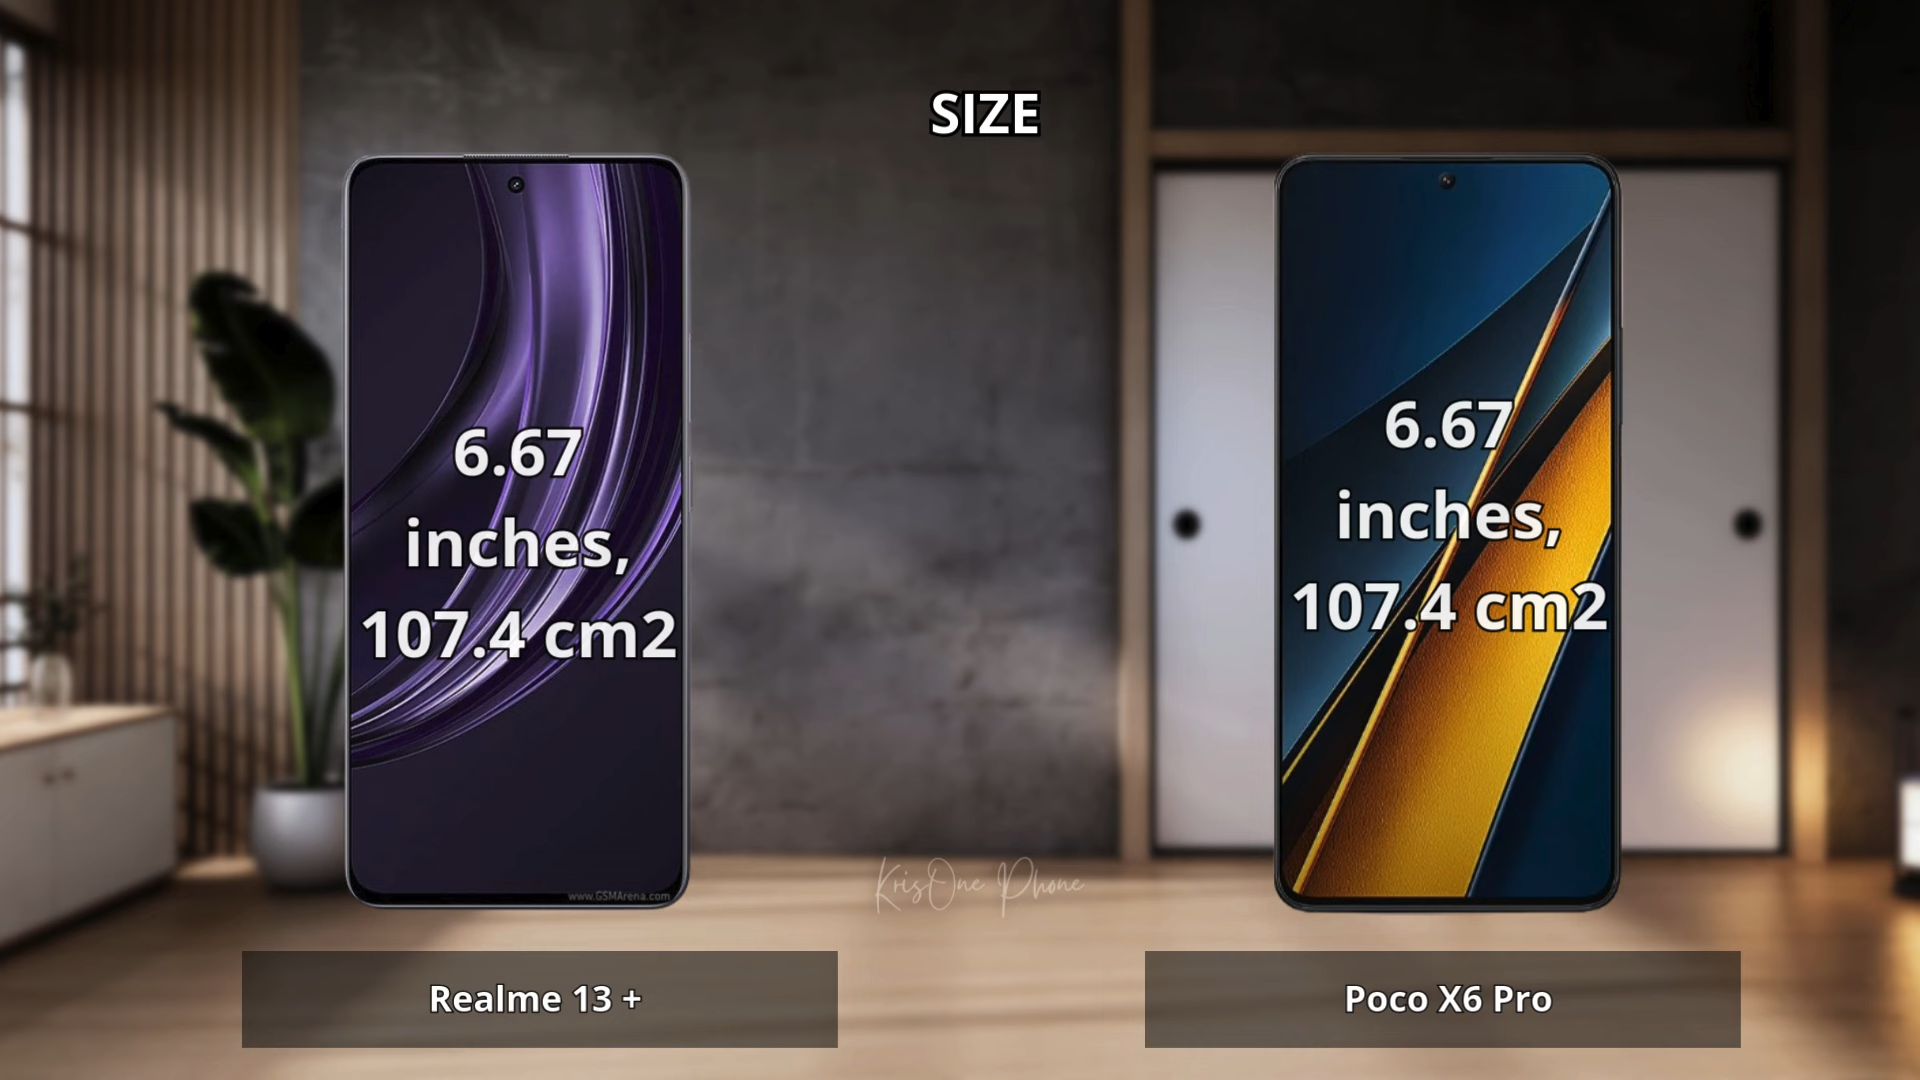 SIZE
6.67
inches,
107.4 cm2
6.67
inches,
107.4 cm2
www.GSMArena.com
KrisOne Phone
Realme 13 +
Poco X6 Pro